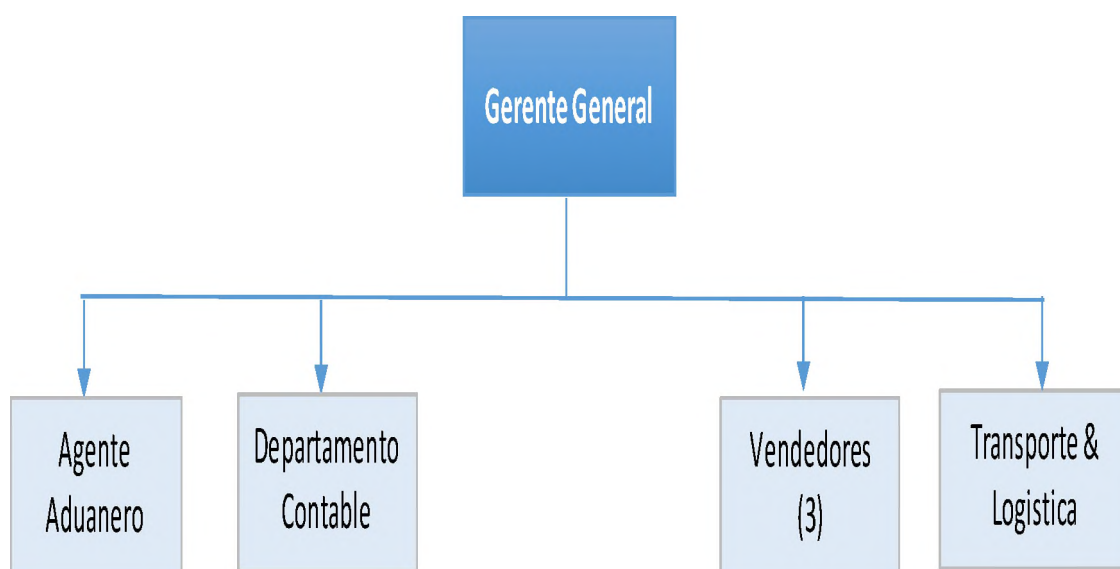 Gerente General
Agente
Aduanero
Departamento
Contable
Vendedores
(3)
Transporte &
Logistica